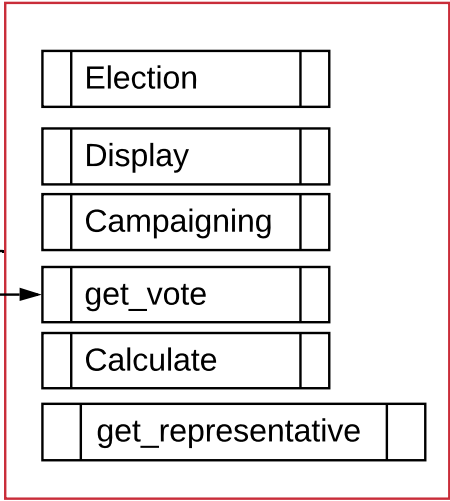 Election
Display
Campaigning
get_vote
Calculate
get_representative